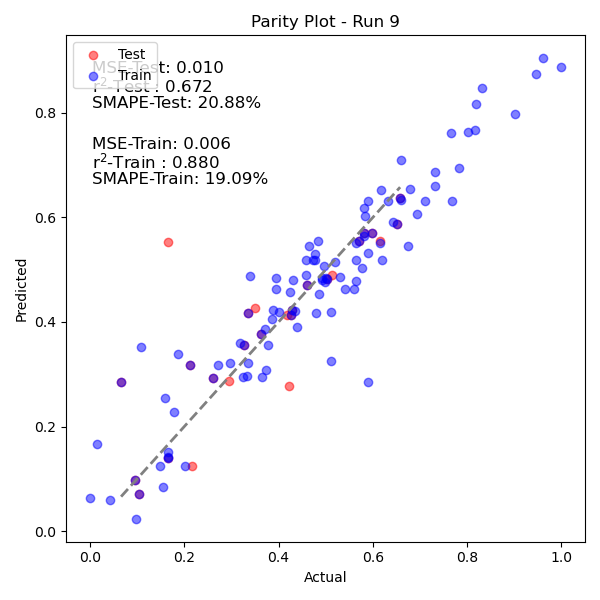 Parity Plot - Run 9
Test
Train
MSE-Test: 0.010
r²-Test : 0.672
SMAPE-Test: 20.88%
MSE-Train: 0.006
r²-Train : 0.880
SMAPE-Train: 19.09%
Predicted
0.8
0.6
0.4
0.2
0.0
0.0 0.2 0.4 0.6 0.8 1.0
Actual